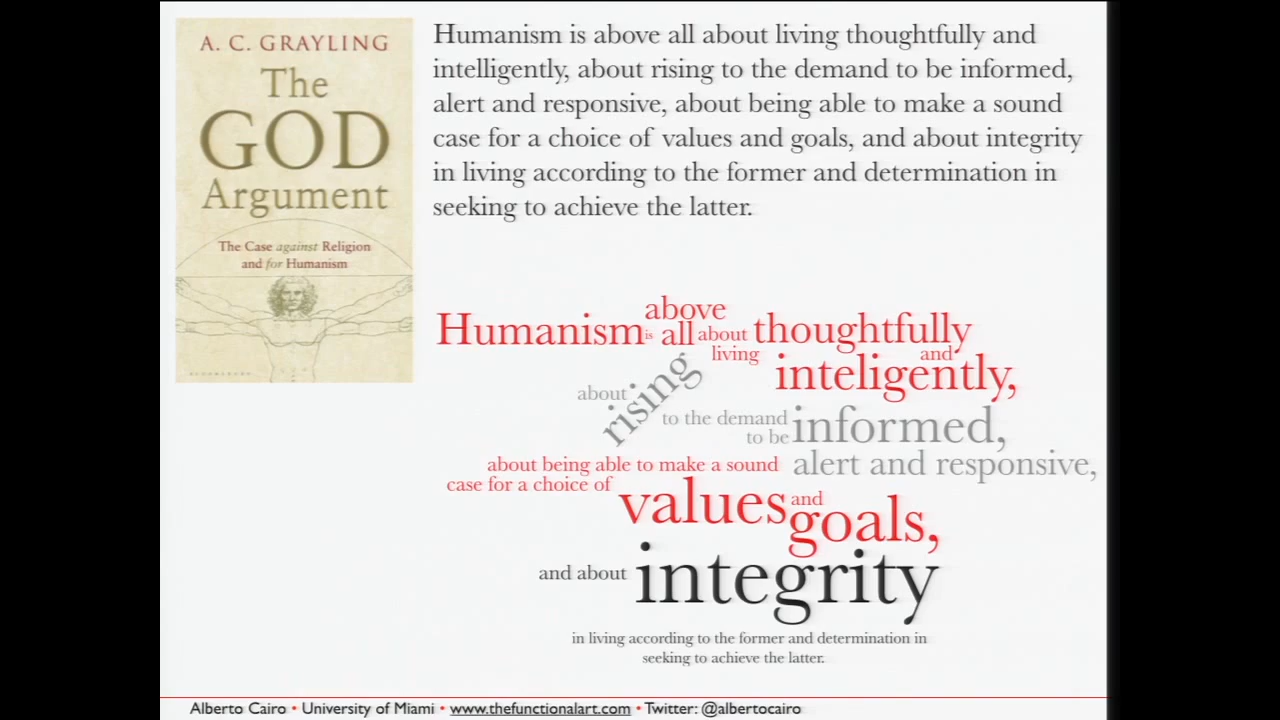 A. C. GRAYLING
The
GOD
Argument
The Case against Religion
and for Humanism
BLOOMSBURY
Humanism is above all about living thoughtfully and
intelligently, about rising to the demand to be informed,
alert and responsive, about being able to make a sound
case for a choice of values and goals, and about integrity
in living according to the former and determination in
seeking to achieve the latter.
above
Humanism is all about thoughtfully
living and
inteligently,
about rising to the demand
to be informed,
about being able to make a sound alert and responsive,
case for a choice of values and
goals,
and about integrity
in living according to the former and determination in
seeking to achieve the latter.
Alberto Cairo • University of Miami • www.thefunctionalart.com • Twitter: @albertocairo